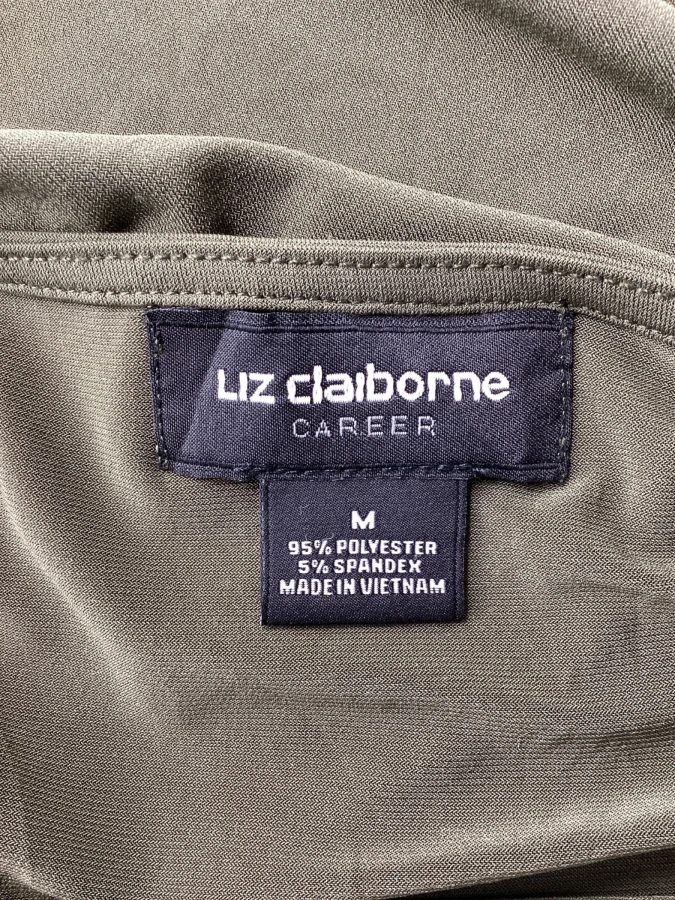 Liz claiborne
CAREER
M
95% POLYESTER
5% SPANDEX
MADE IN VIETNAM